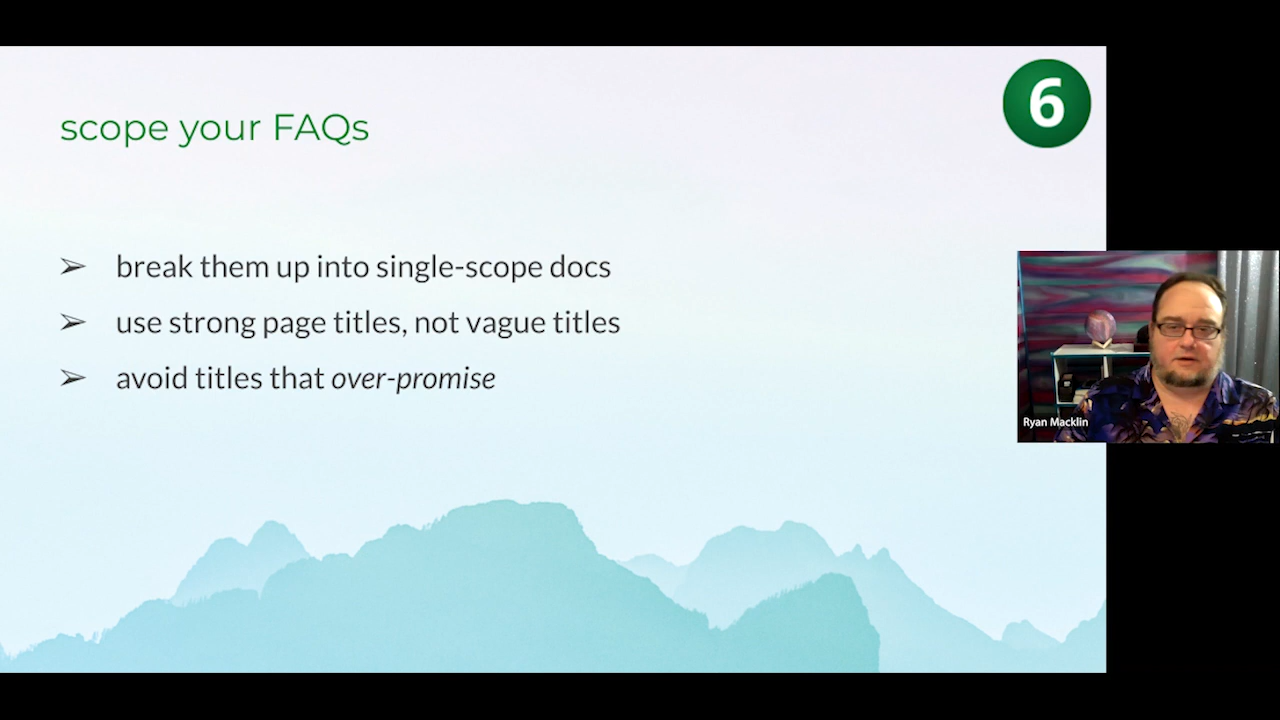 6
scope your FAQs
➢ break them up into single-scope docs
➢ use strong page titles, not vague titles
➢ avoid titles that over-promise
Ryan Macklin